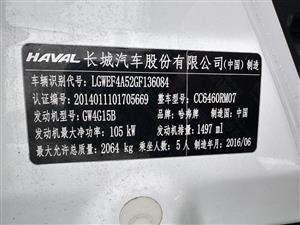 HAVAL 长城汽车股份有限公司(中国)制造
车辆识别代号: LGWEF4A52GF136084
认证编号: 2014011101705669 整车型号: CC6460RM07
发动机型号: GW4G15B 品牌: 哈弗牌 制造国: 中国
发动机最大净功率: 105 kW 发动机排量: 1497 ml
最大允许总质量: 2064 kg 乘坐人数: 5 人 制造年月: 2016/06